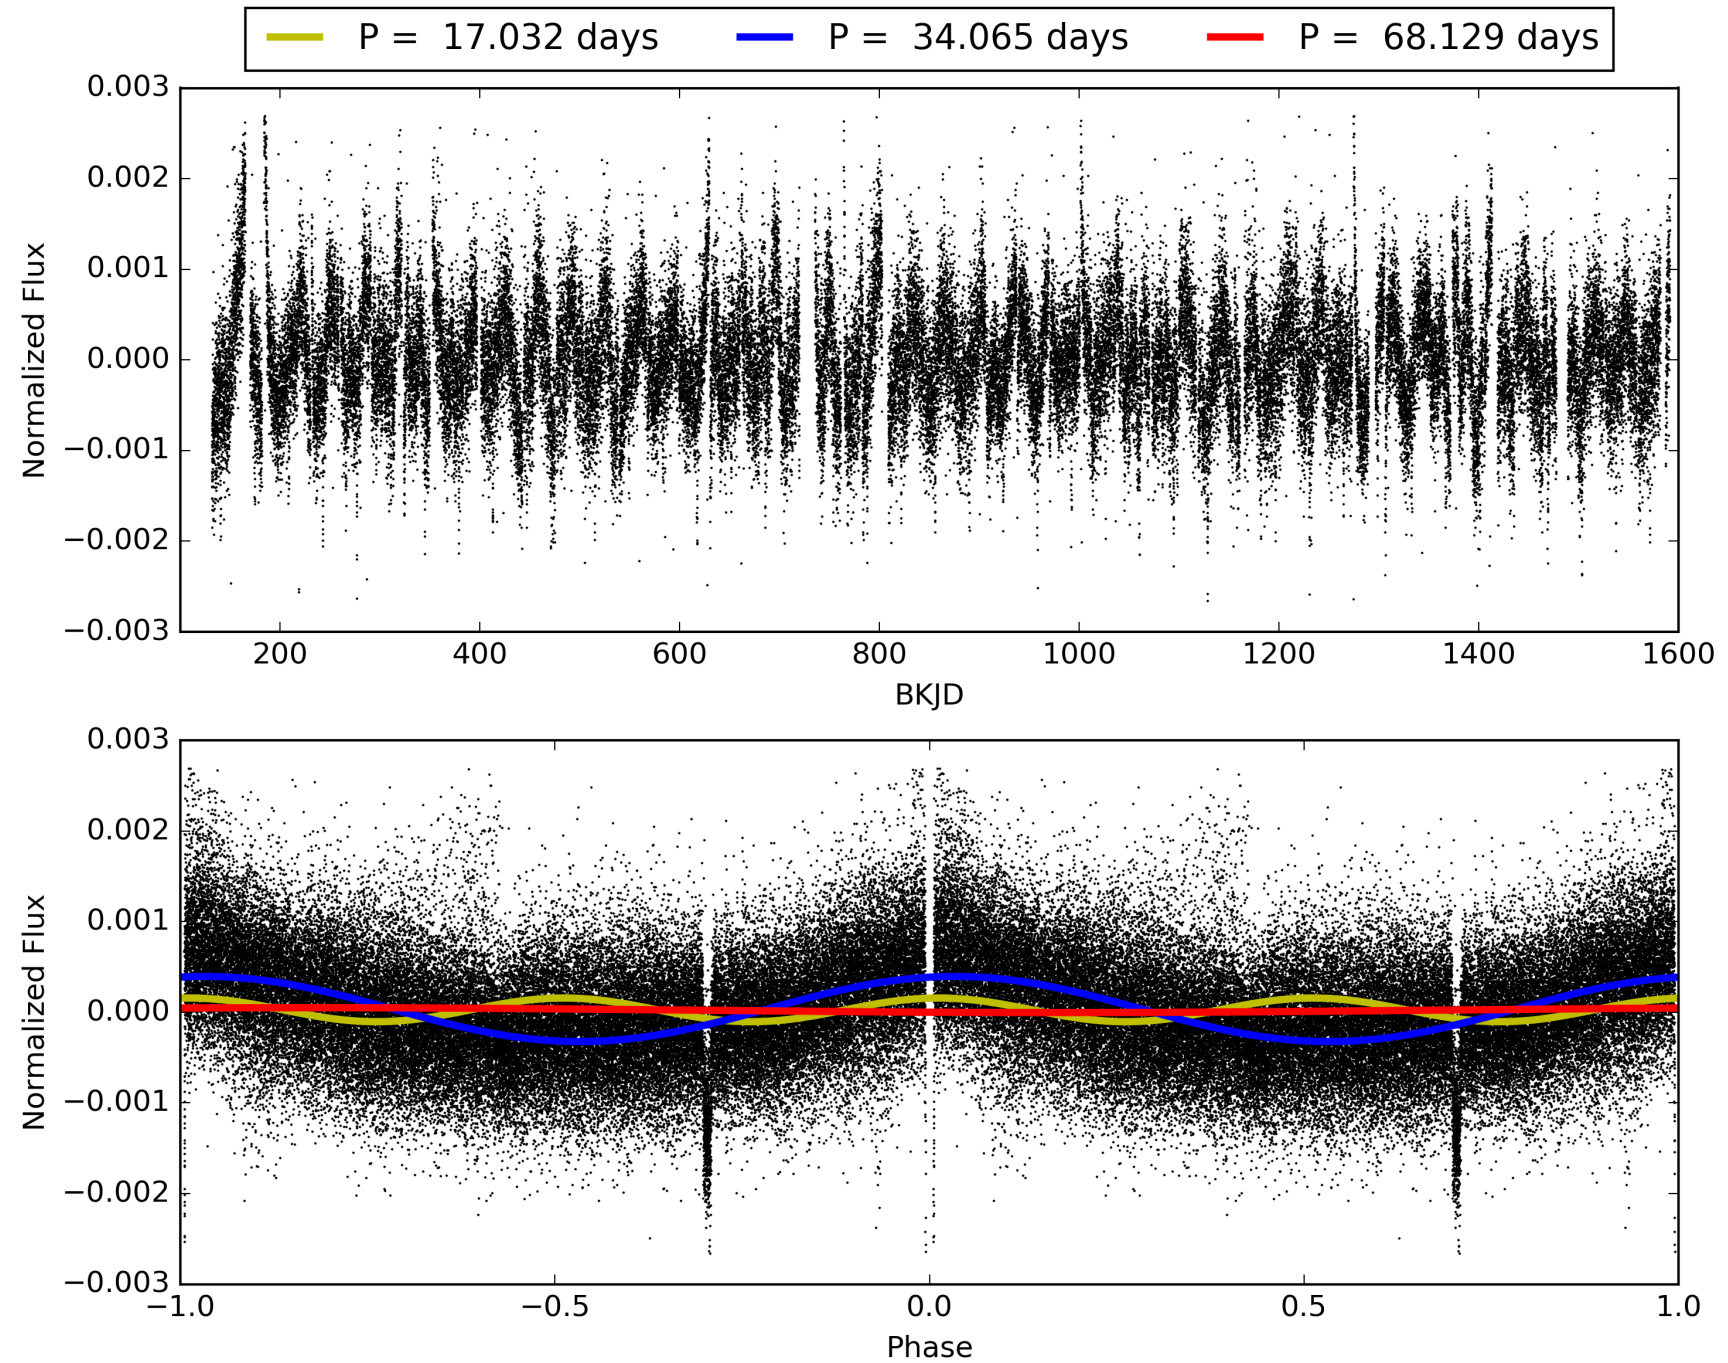 P = 17.032 days P = 34.065 days P = 68.129 days
0.003
0.002
0.001
0.000
−0.001
−0.002
−0.003
Normalized Flux
200 400 600 800 1000 1200 1400 1600
BKJD
0.003
0.002
0.001
0.000
−0.001
−0.002
−0.003
Normalized Flux
−1.0 −0.5 0.0 0.5 1.0
Phase